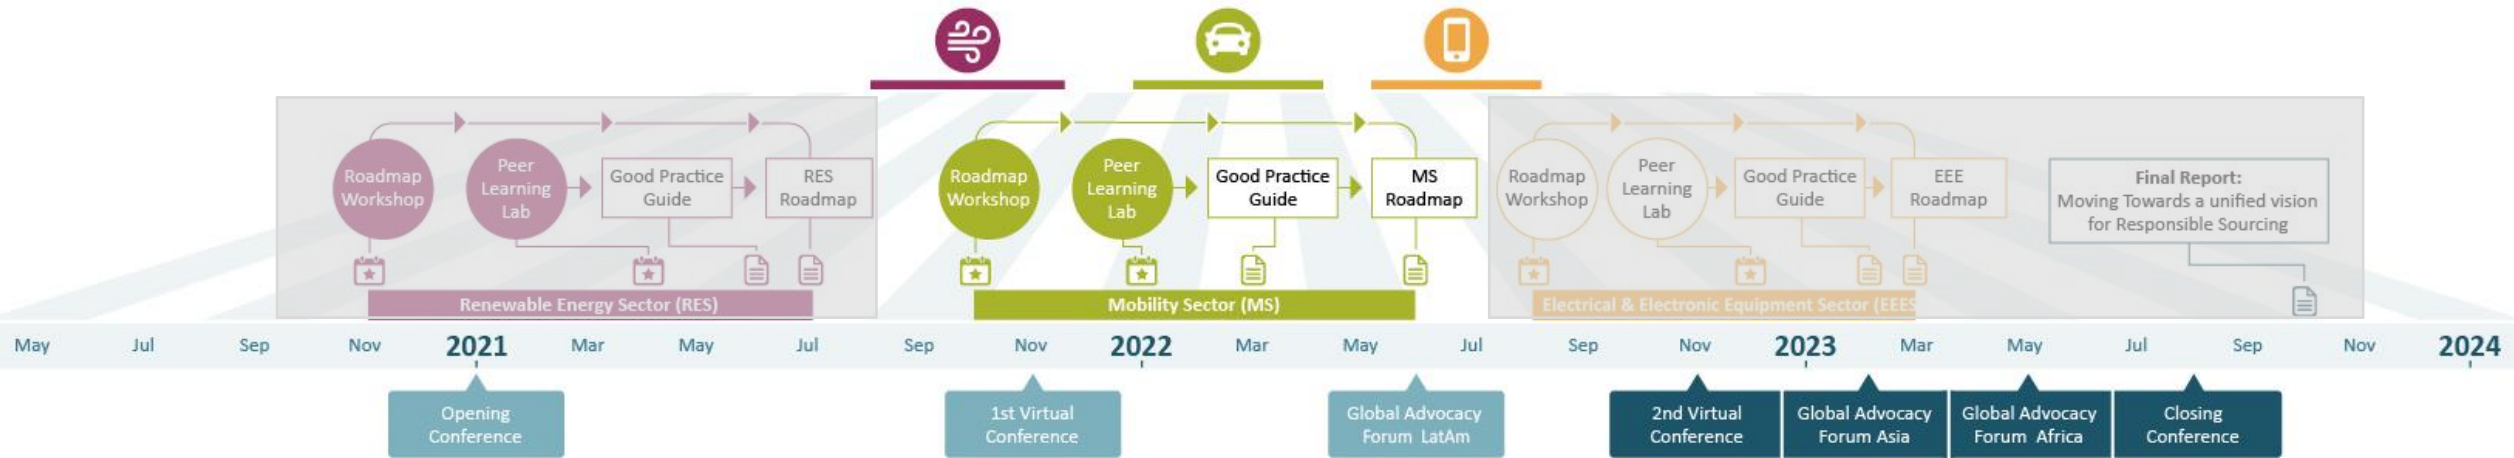 Roadmap
Workshop
Peer
Learning
Lab
Good Practice
Guide
RES
Roadmap
Renewable Energy Sector (RES)
Roadmap
Workshop
Peer
Learning
Lab
Good Practice
Guide
MS
Roadmap
Mobility Sector (MS)
Roadmap
Workshop
Peer
Learning
Lab
Good Practice
Guide
EEE
Roadmap
Electrical & Electronic Equipment Sector (EEES
Final Report:
Moving Towards a unified vision
for Responsible Sourcing
May Jul Sep Nov 2021 Mar May Jul Sep Nov 2022 Mar May Jul Sep Nov 2023 Mar May Jul Sep Nov 2024
Opening
Conference
1st Virtual
Conference
Global Advocacy
Forum LatAm
2nd Virtual
Conference
Global Advocacy
Forum Asia
Global Advocacy
Forum Africa
Closing
Conference